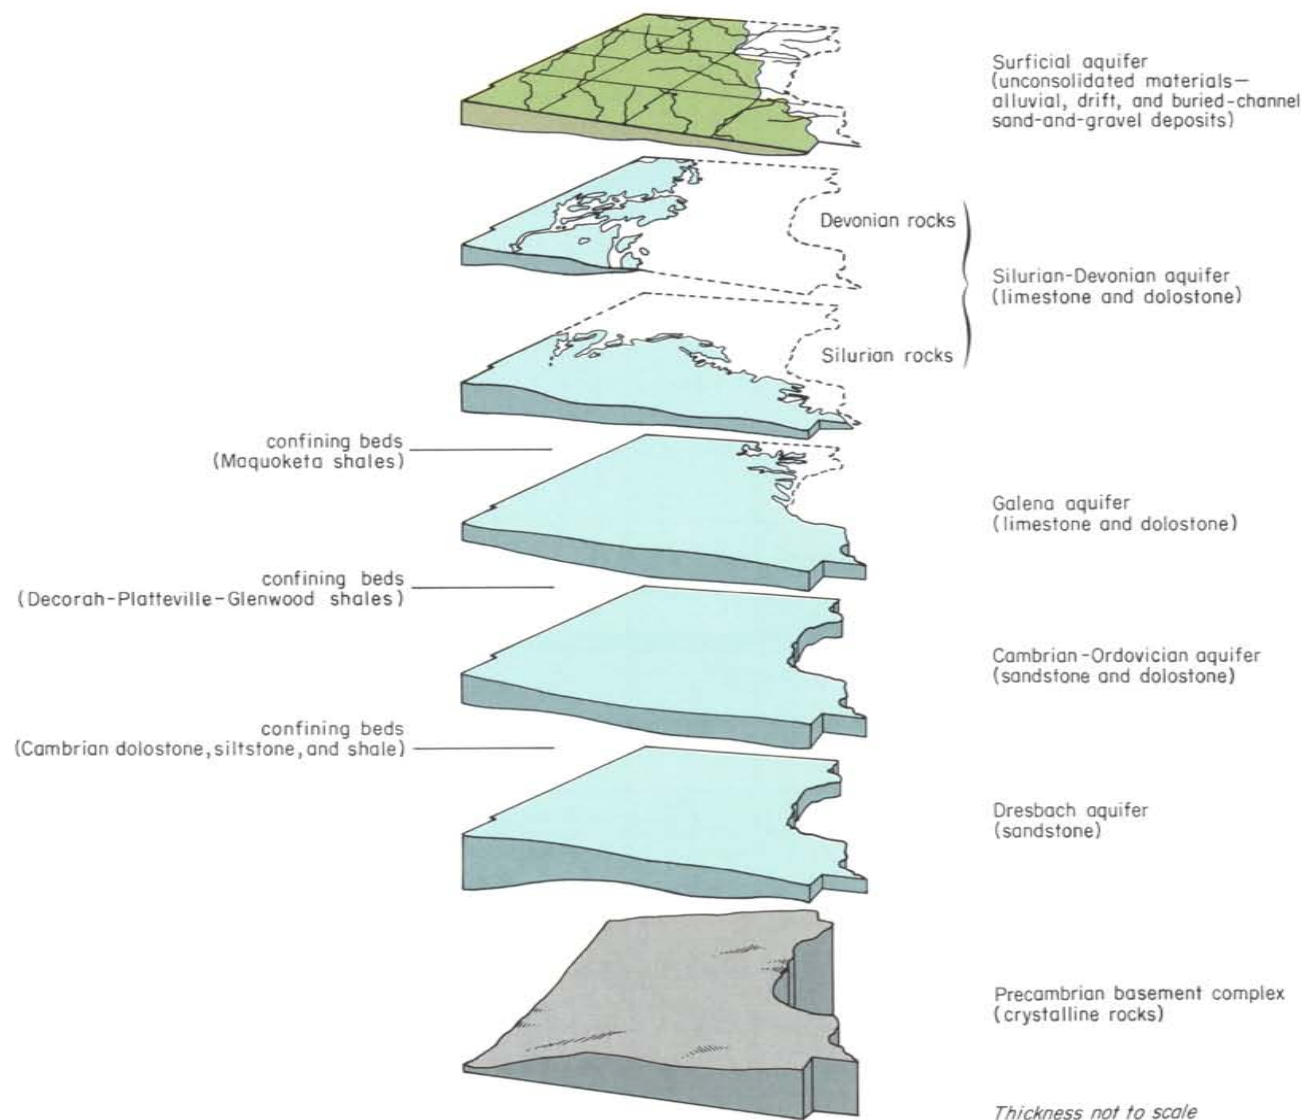 Surficial aquifer
(unconsolidated materials—
alluvial, drift, and buried-channel
sand-and-gravel deposits)
Devonian rocks
Silurian-Devonian aquifer
(limestone and dolostone)
Silurian rocks
confining beds
(Maquoketa shales)
Galena aquifer
(limestone and dolostone)
confining beds
(Decorah-Platteville-Glenwood shales)
Cambrian-Ordovician aquifer
(sandstone and dolostone)
confining beds
(Cambrian dolostone, siltstone, and shale)
Dresbach aquifer
(sandstone)
Precambrian basement complex
(crystalline rocks)
Thickness not to scale